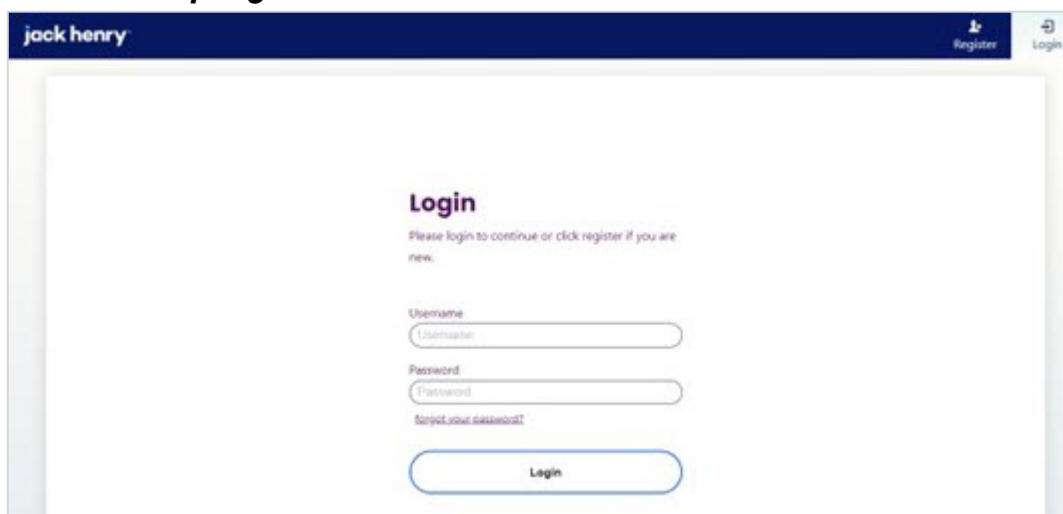 jack henry
Register
Login
Login
Please login to continue or click register if you are
new.
Username
Username
Password
Password
forgot your password?
Login